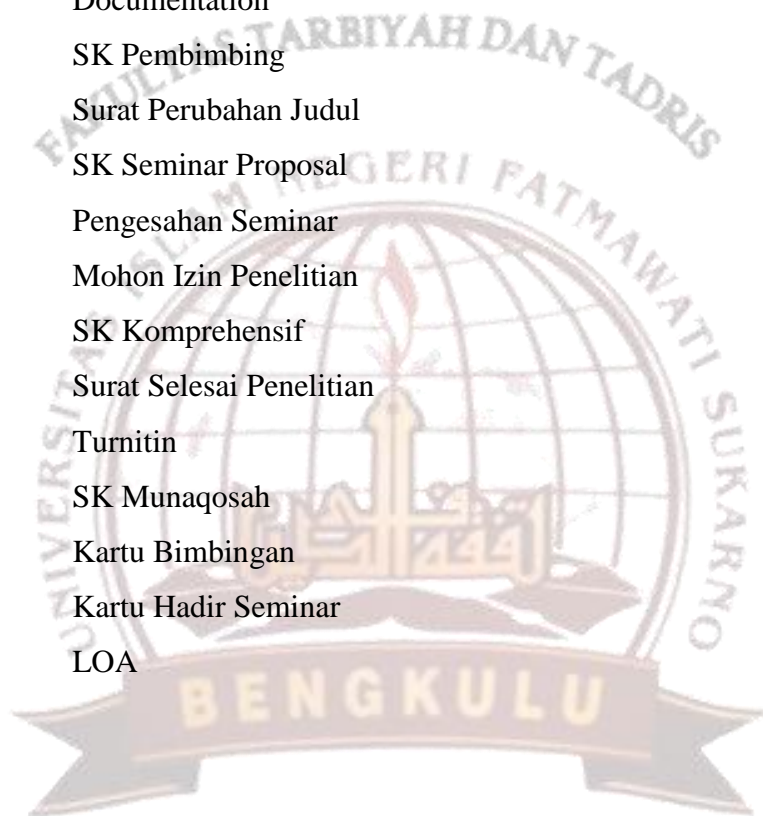 Documentation
SK Pembimbing
Surat Perubahan Judul
SK Seminar Proposal
Pengesahan Seminar
Mohon Izin Penelitian
SK Komprehensif
Surat Selesai Penelitian
Turnitin
SK Munaqosah
Kartu Bimbingan
Kartu Hadir Seminar
LOA
FAKULTAS TARBIYAH DAN TADRIS
UNIVERSITAS ISLAM NEGERI FATMAWATI SUKARNO
BENGKULU